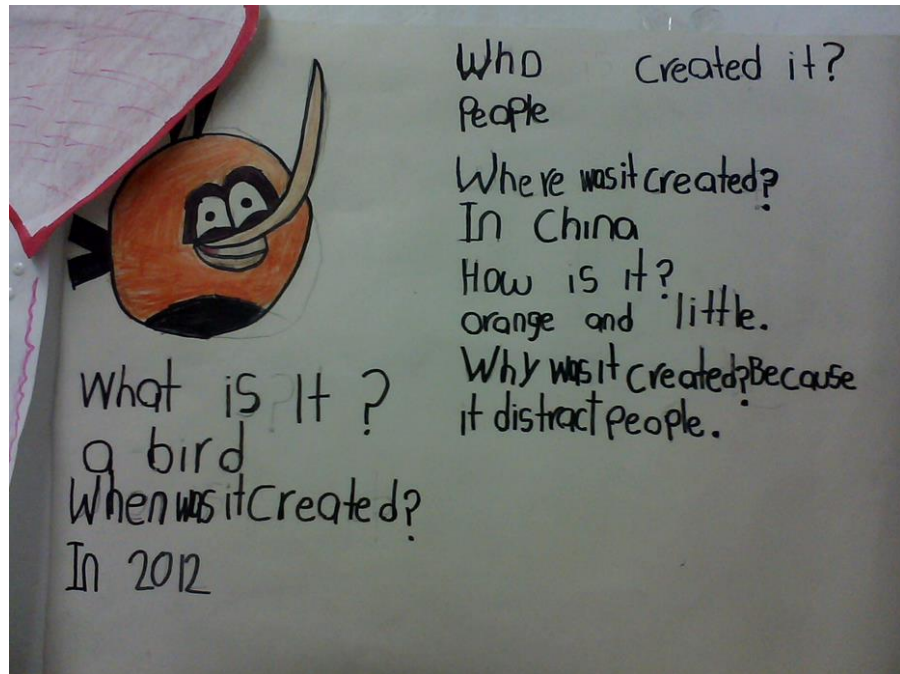 What is It ?
a bird
When was it created?
In 2012
Who created it?
People
Where was it created?
In China
How is it?
orange and little.
Why was it created? Because
it distract people.